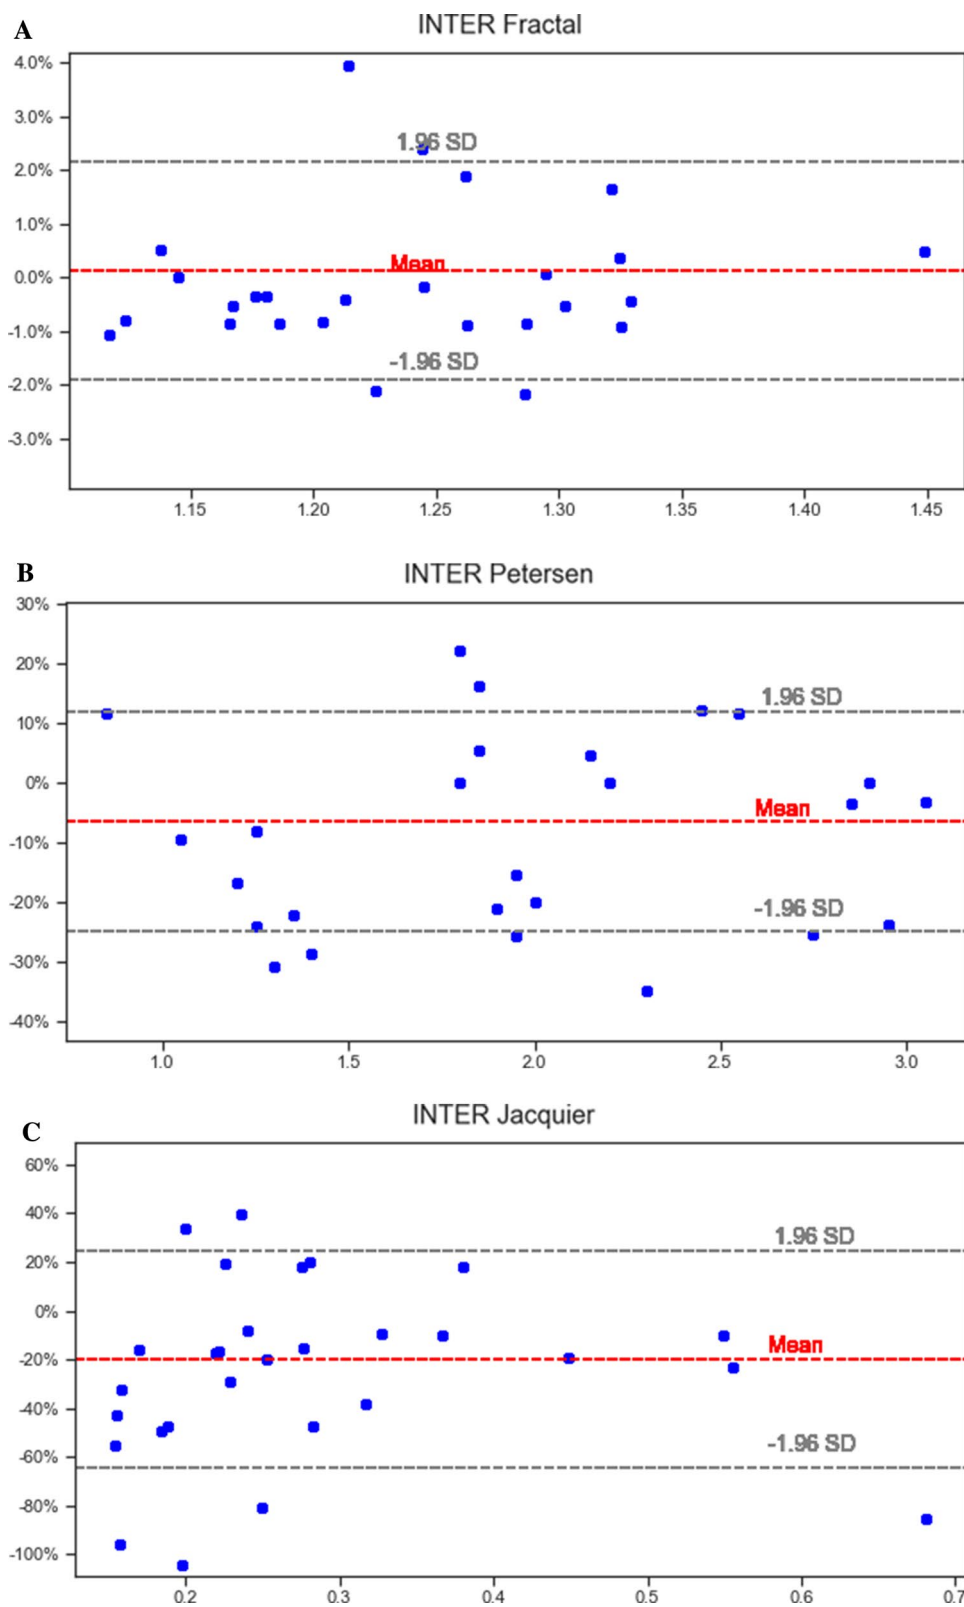 A
INTER Fractal
4.0%
3.0%
1.96 SD
2.0%
1.0%
Mean
0.0%
-1.0%
-1.96 SD
-2.0%
-3.0%
1.15 1.20 1.25 1.30 1.35 1.40 1.45
B
INTER Petersen
30%
20%
1.96 SD
10%
0%
Mean
-10%
-1.96 SD
-20%
-30%
-40%
1.0 1.5 2.0 2.5 3.0
C
INTER Jacquier
60%
40%
1.96 SD
20%
0%
Mean
-20%
-40%
-1.96 SD
-60%
-80%
-100%
0.2 0.3 0.4 0.5 0.6 0.7